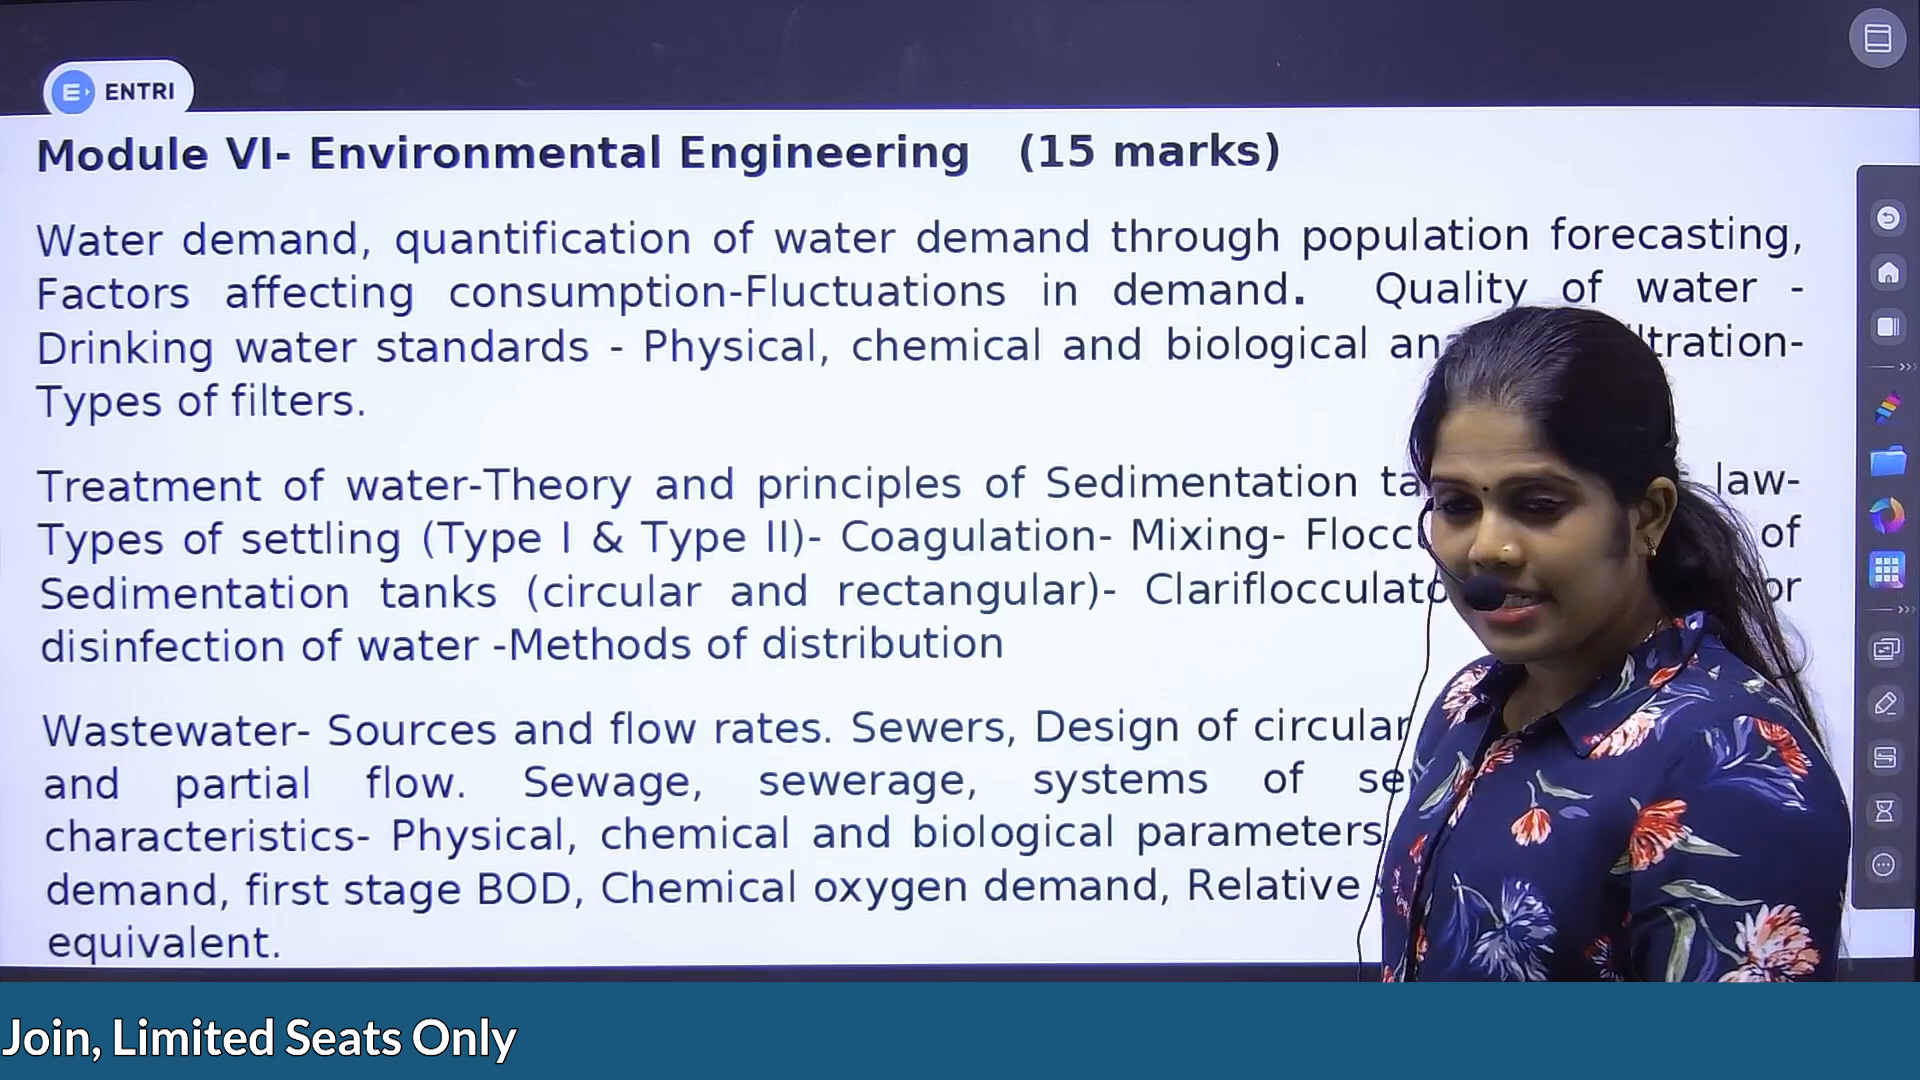 ENTRI
Module VI- Environmental Engineering (15 marks)
Water demand, quantification of water demand through population forecasting,
Factors affecting consumption-Fluctuations in demand. Quality of water -
Drinking water standards - Physical, chemical and biological
Types of filters.
Treatment of water-Theory and principles of Sedimentation law-
Types of settling (Type I & Type II)- Coagulation- Mixing- of
Sedimentation tanks (circular and rectangular)-
disinfection of water -Methods of distribution
Wastewater- Sources and flow rates. Sewers, Design of circular
and partial flow. Sewage, sewerage, systems of
characteristics- Physical, chemical and biological parameters
demand, first stage BOD, Chemical oxygen demand, Relative
equivalent.
Join, Limited Seats Only